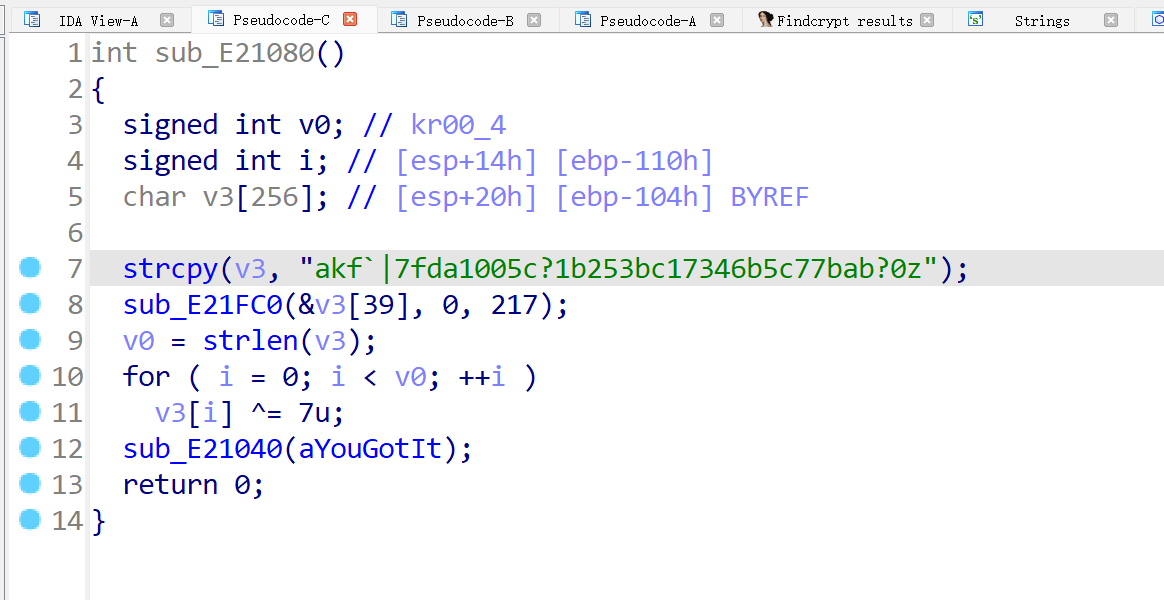 IDA View-A Pseudocode-C Pseudocode-B Pseudocode-A Findcrypt results Strings
1 int sub_E21080()
2 {
3 signed int v0; // kr00_4
4 signed int i; // [esp+14h] [ebp-110h]
5 char v3[256]; // [esp+20h] [ebp-104h] BYREF
6
7 strcpy(v3, "akf`|7fda1005c?1b253bc17346b5c77bab?0z");
8 sub_E21FC0(&v3[39], 0, 217);
9 v0 = strlen(v3);
10 for ( i = 0; i < v0; ++i )
11 v3[i] ^= 7u;
12 sub_E21040(aYouGotIt);
13 return 0;
14 }